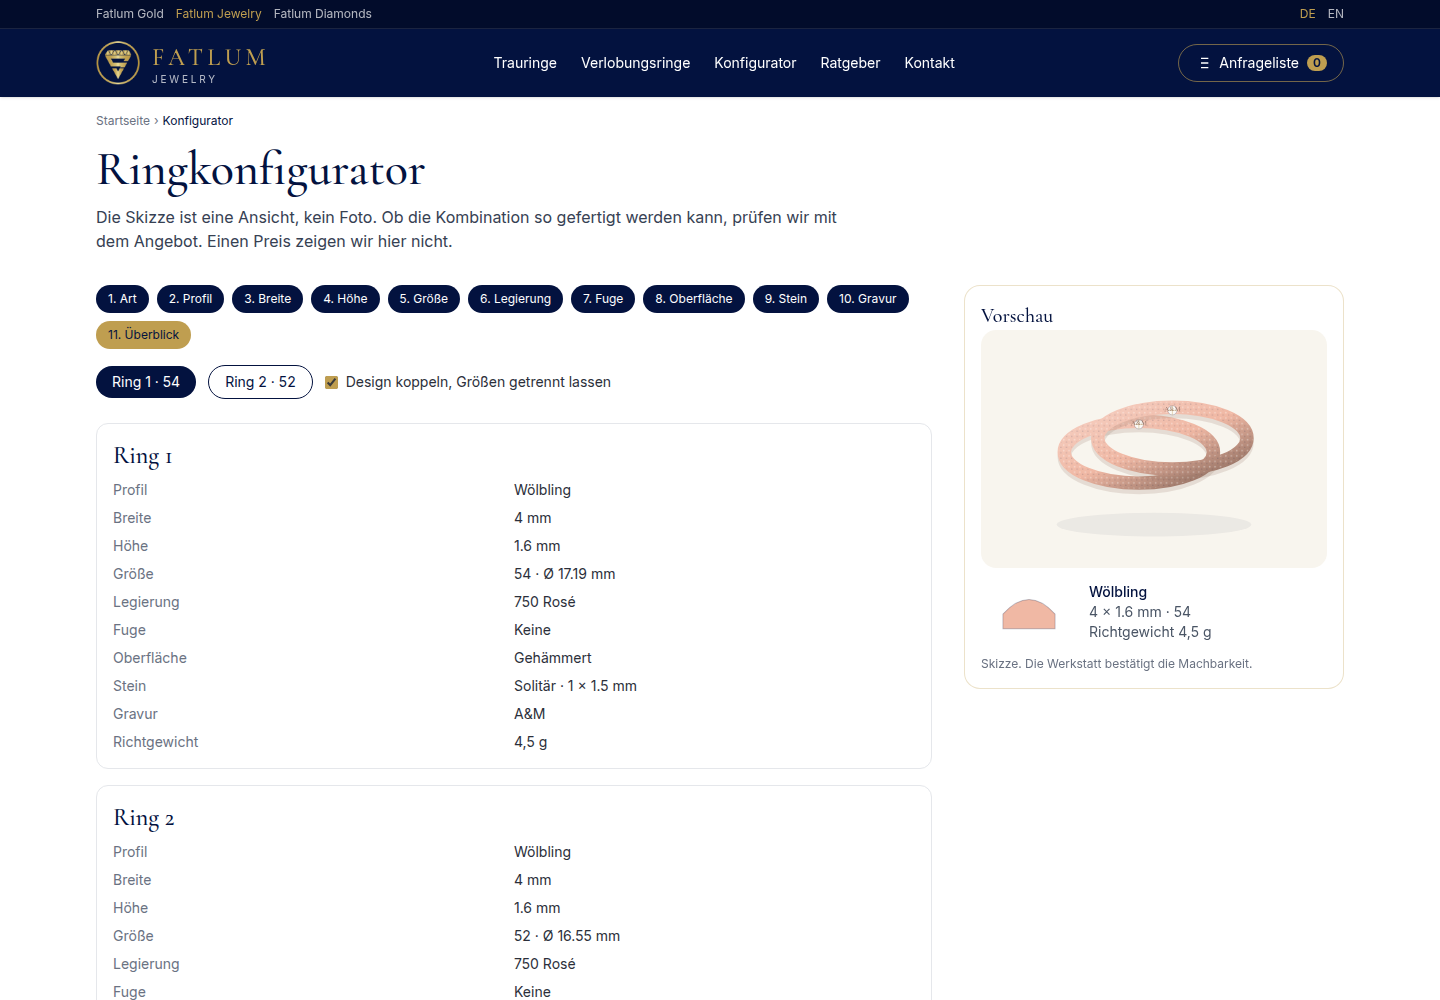 Fatlum Gold Fatlum Jewelry Fatlum Diamonds DE EN
FATLUM
JEWELRY
Trauringe Verlobungsringe Konfigurator Ratgeber Kontakt
Anfrageliste 0
Startseite › Konfigurator
Ringkonfigurator
Die Skizze ist eine Ansicht, kein Foto. Ob die Kombination so gefertigt werden kann, prüfen wir mit
dem Angebot. Einen Preis zeigen wir hier nicht.
1. Art 2. Profil 3. Breite 4. Höhe 5. Größe 6. Legierung 7. Fuge 8. Oberfläche 9. Stein 10. Gravur
11. Überblick
Ring 1 · 54 Ring 2 · 52 Design koppeln, Größen getrennt lassen
Ring 1
Profil Wölbling
Breite 4 mm
Höhe 1.6 mm
Größe 54 · Ø 17.19 mm
Legierung 750 Rosé
Fuge Keine
Oberfläche Gehämmert
Stein Solitär · 1 × 1.5 mm
Gravur A&M
Richtgewicht 4,5 g
Ring 2
Profil Wölbling
Breite 4 mm
Höhe 1.6 mm
Größe 52 · Ø 16.55 mm
Legierung 750 Rosé
Fuge Keine
Vorschau
Wölbling
4 × 1.6 mm · 54
Richtgewicht 4,5 g
Skizze. Die Werkstatt bestätigt die Machbarkeit.